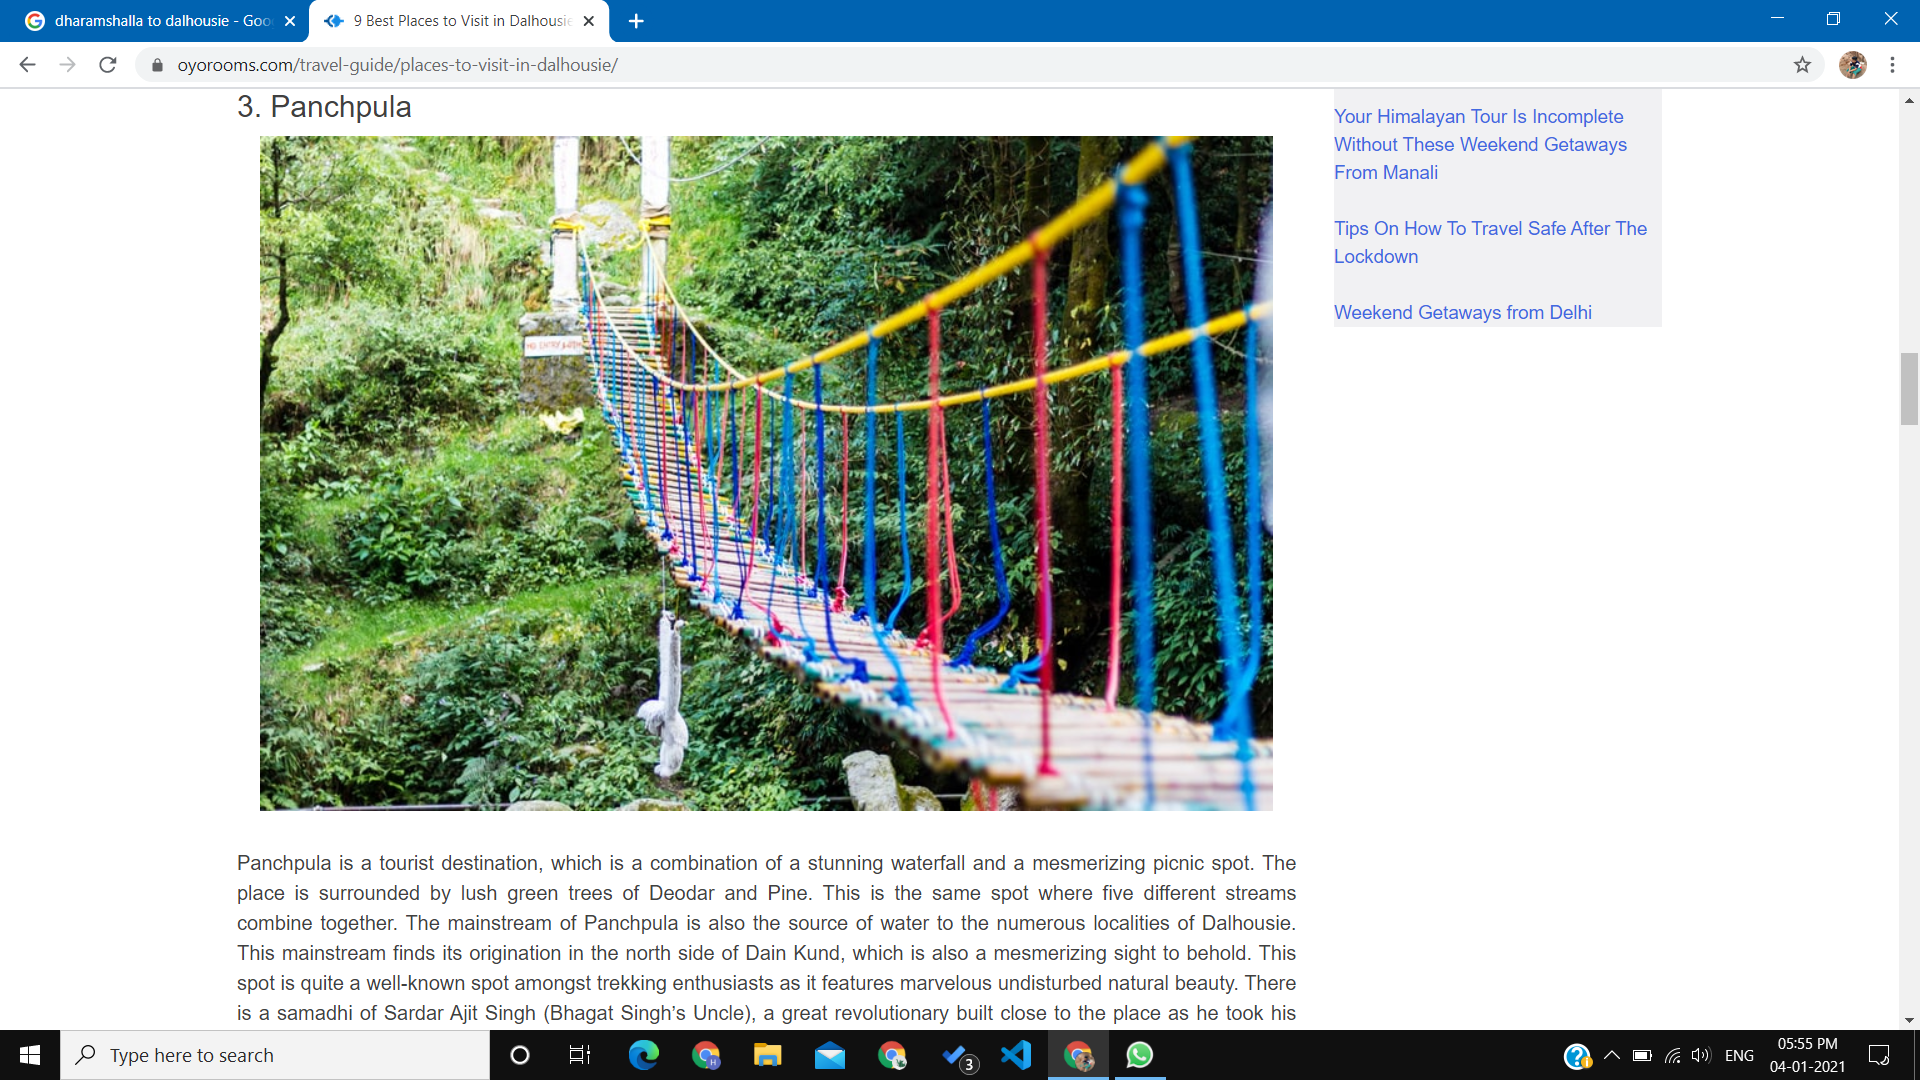 dharamshalla to dalhousie - Goo
9 Best Places to Visit in Dalhousie
oyorooms.com/travel-guide/places-to-visit-in-dalhousie/
3. Panchpula
NO ENTRY
Panchpula is a tourist destination, which is a combination of a stunning waterfall and a mesmerizing picnic spot. The
place is surrounded by lush green trees of Deodar and Pine. This is the same spot where five different streams
combine together. The mainstream of Panchpula is also the source of water to the numerous localities of Dalhousie.
This mainstream finds its origination in the north side of Dain Kund, which is also a mesmerizing sight to behold. This
spot is quite a well-known spot amongst trekking enthusiasts as it features marvelous undisturbed natural beauty. There
is a samadhi of Sardar Ajit Singh (Bhagat Singh’s Uncle), a great revolutionary built close to the place as he took his
Your Himalayan Tour Is Incomplete
Without These Weekend Getaways
From Manali
Tips On How To Travel Safe After The
Lockdown
Weekend Getaways from Delhi
Type here to search
3
ENG
05:55 PM
04-01-2021